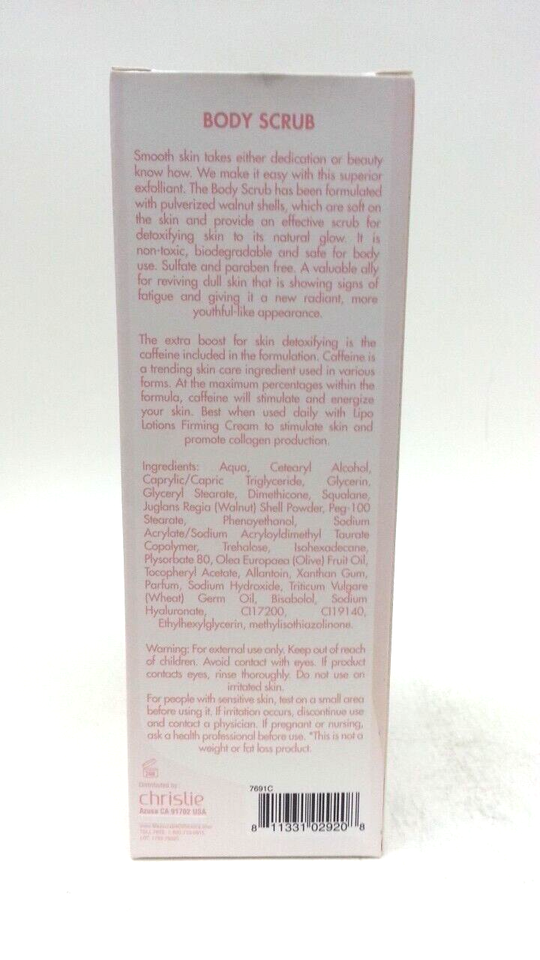 BODY SCRUB
Smooth skin takes either dedication or beauty
know how. We make it easy with this superior
exfolliant. The Body Scrub has been formulated
with pulverized walnut shells, which are soft on
the skin and provide an effective scrub for
detoxifying skin to its natural glow. It is
non-toxic, biodegradable and safe for body
use. Sulfate and paraben free. A valuable ally
for reviving dull skin that is showing signs of
fatigue and giving it a new radiant, more
youthful-like appearance.
The extra boost for skin detoxifying is the
caffeine included in the formulation. Caffeine is
a trending skin care ingredient used in various
forms. At the maximum percentages within the
formula, caffeine will stimulate and energize
your skin. Best when used daily with Lipo
Lotions Firming Cream to stimulate skin and
promote collagen production.
Ingredients: Aqua, Cetearyl Alcohol,
Caprylic/Capric Triglyceride, Glycerin,
Glyceryl Stearate, Dimethicone, Squalane,
Juglans Regia (Walnut) Shell Powder, Peg-100
Stearate, Phenoxyethanol, Sodium
Acrylate/Sodium Acryloyldimethyl Taurate
Copolymer, Trehalose, Isohexadecane,
Plysorbate 80, Olea Europaea (Olive) Fruit Oil,
Tocopheryl Acetate, Allantoin, Xanthan Gum,
Parfum, Sodium Hydroxide, Triticum Vulgare
(Wheat) Germ Oil, Bisabolol, Sodium
Hyaluronate, CI17200, CI19140,
Ethylhexylglycerin, methylisothiazolinone.
Warning: For external use only. Keep out of reach
of children. Avoid contact with eyes. If product
contacts eyes, rinse thoroughly. Do not use on
irritated skin.
For people with sensitive skin, test on a small area
before using it. If irritation occurs, discontinue use
and contact a physician. If pregnant or nursing,
ask a health professional before use. *This is not a
weight or fat loss product.
Distributed by:
chrislie
Azusa CA 91702 USA
7691C
8 11331 02920 8